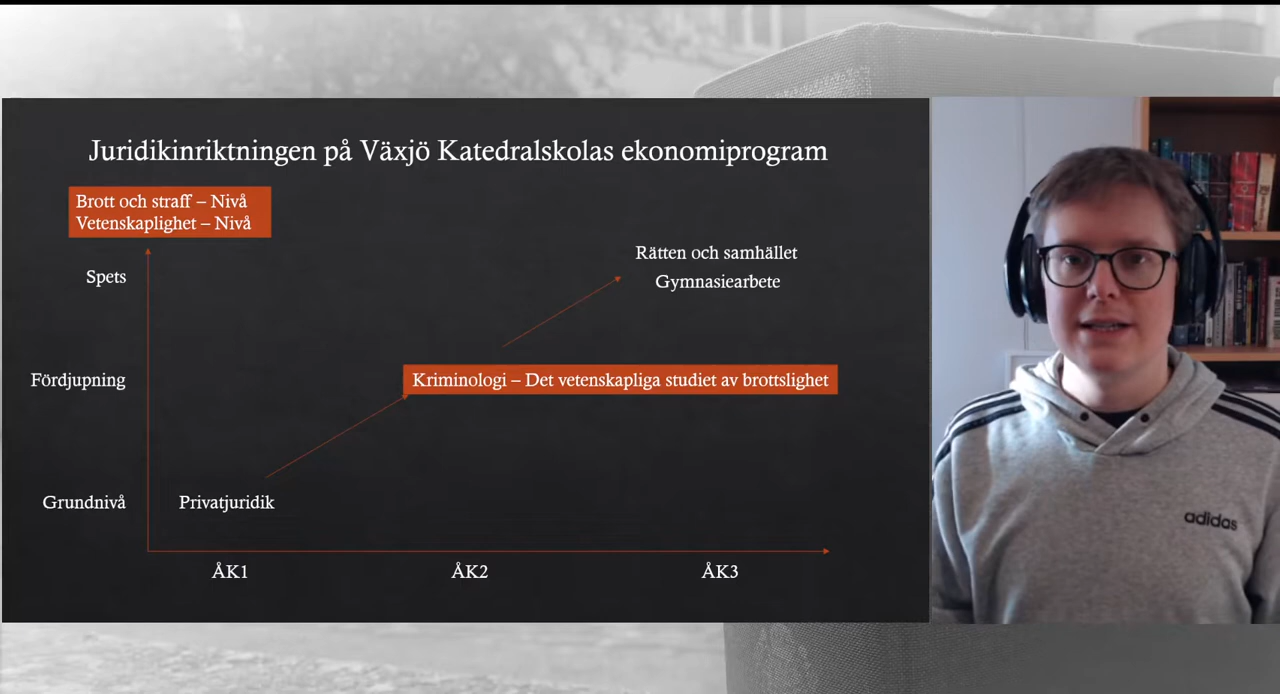 Juridikinriktningen på Växjö Katedralskolas ekonomiprogram
Brott och straff – Nivå
Vetenskaplighet – Nivå
Spets
Rätten och samhället
Gymnasiearbete
Fördjupning
Kriminologi – Det vetenskapliga studiet av brottslighet
Grundnivå
Privatjuridik
ÅK1
ÅK2
ÅK3
adidas